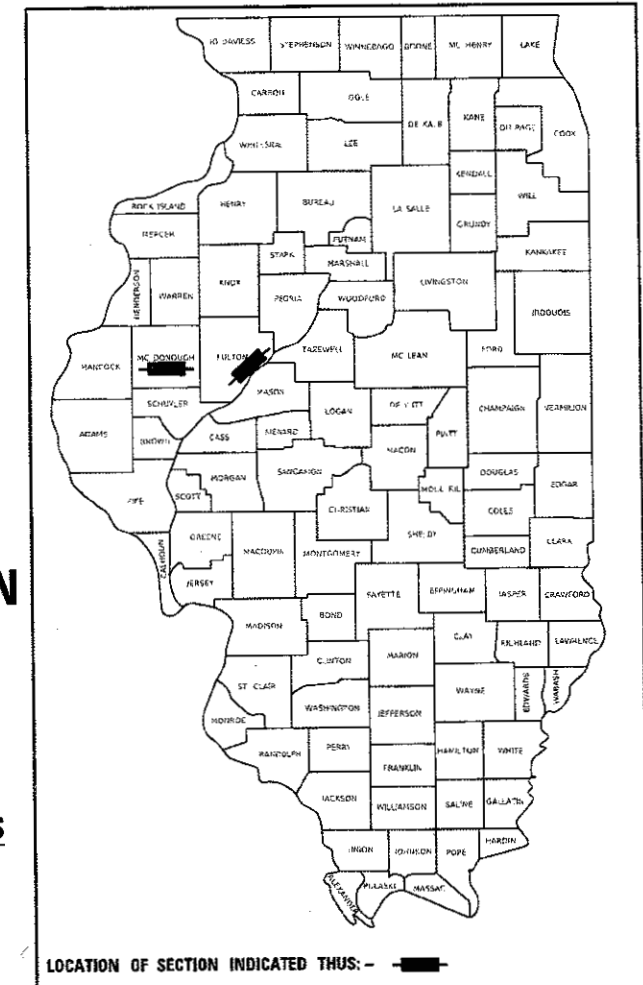 JO DAVIESS STEPHENSON WINNEBAGO BOONE MC HENRY LAKE
CARROLL OGLE DE KALB KANE DU PAGE COOK
WHITESIDE LEE
KENDALL WILL
ROCK ISLAND HENRY BUREAU LA SALLE GRUNDY
MERCER PUTNAM
STARK MARSHALL KANKAKEE
HENDERSON WARREN KNOX PEORIA WOODFORD LIVINGSTON IROQUOIS
HANCOCK MC DONOUGH FULTON TAZEWELL MC LEAN FORD
MASON
SCHUYLER LOGAN DE WITT CHAMPAIGN VERMILION
ADAMS BROWN CASS MENARD MACON PIATT
PIKE SCOTT MORGAN SANGAMON DOUGLAS EDGAR
CHRISTIAN COLES
GREENE MACOUPIN MONTGOMERY SHELBY CUMBERLAND CLARK
CALHOUN JERSEY FAYETTE EFFINGHAM JASPER CRAWFORD
N
MADISON BOND CLAY RICHLAND LAWRENCE
CLINTON MARION
ST CLAIR WAYNE EDWARDS WABASH
MONROE WASHINGTON JEFFERSON
RANDOLPH PERRY HAMILTON WHITE
FRANKLIN
JACKSON WILLIAMSON SALINE GALLATIN
S
UNION JOHNSON POPE HARDIN
ALEXANDER PULASKI MASSAC
LOCATION OF SECTION INDICATED THUS: -